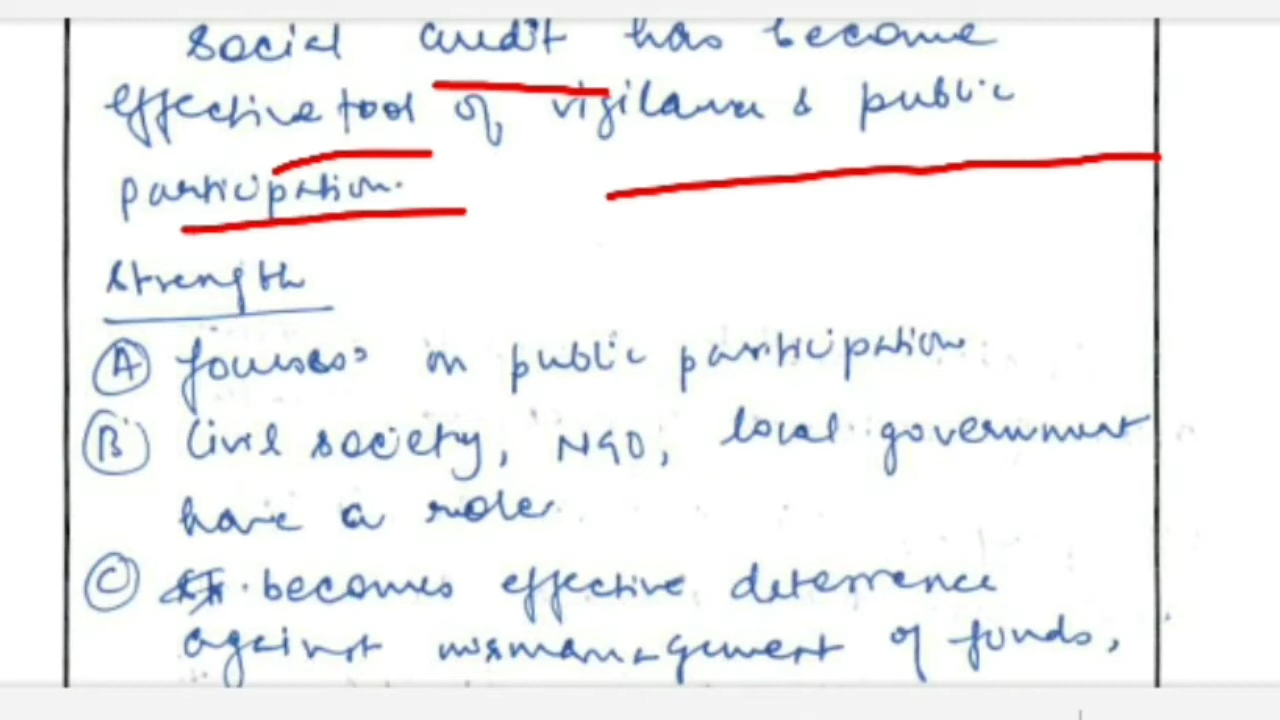 Social audit has become
effective tool of vigilance & public
participation.
Strength
(A) focuses on public participation
(B) Civil society, NGO, local government
have a role.
(C) becomes effective deterrence
against mismanagement of funds,